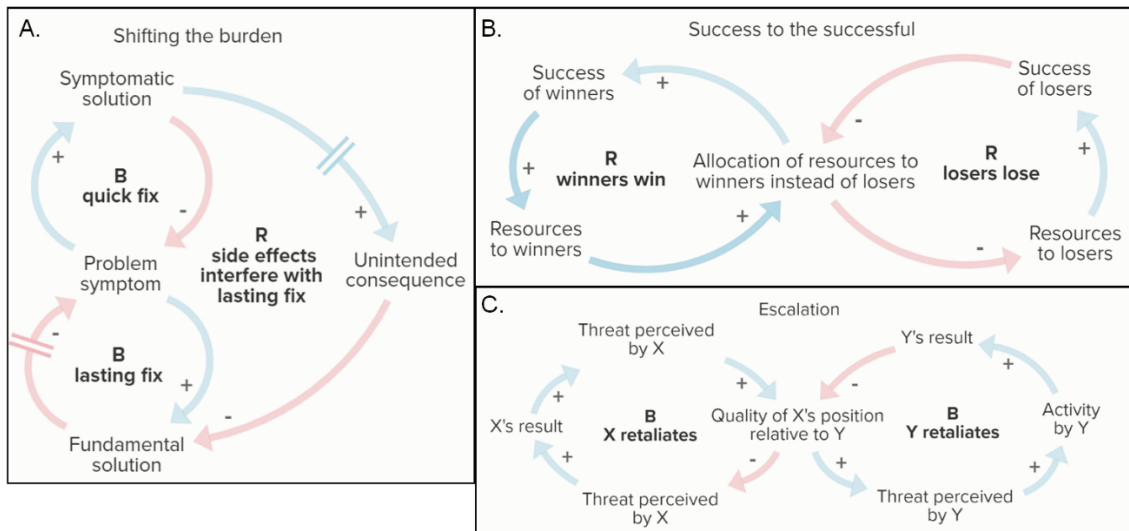 A.
Shifting the burden
Symptomatic
solution
+
B
quick fix
-
+
R
side effects
interfere with
lasting fix
Problem
symptom
Unintended
consequence
-
B
lasting fix
+
-
Fundamental
solution
B.
Success to the successful
Success
of winners
+
Success
of losers
-
+
R
winners win
Allocation of resources to
winners instead of losers
R
losers lose
+
+
Resources
to winners
-
Resources
to losers
C.
Escalation
Threat perceived
by X
Y's result
+
+
-
+
X's result
B
X retaliates
Quality of X's position
relative to Y
B
Y retaliates
Activity
by Y
+
-
+
+
Threat perceived
by X
Threat perceived
by Y